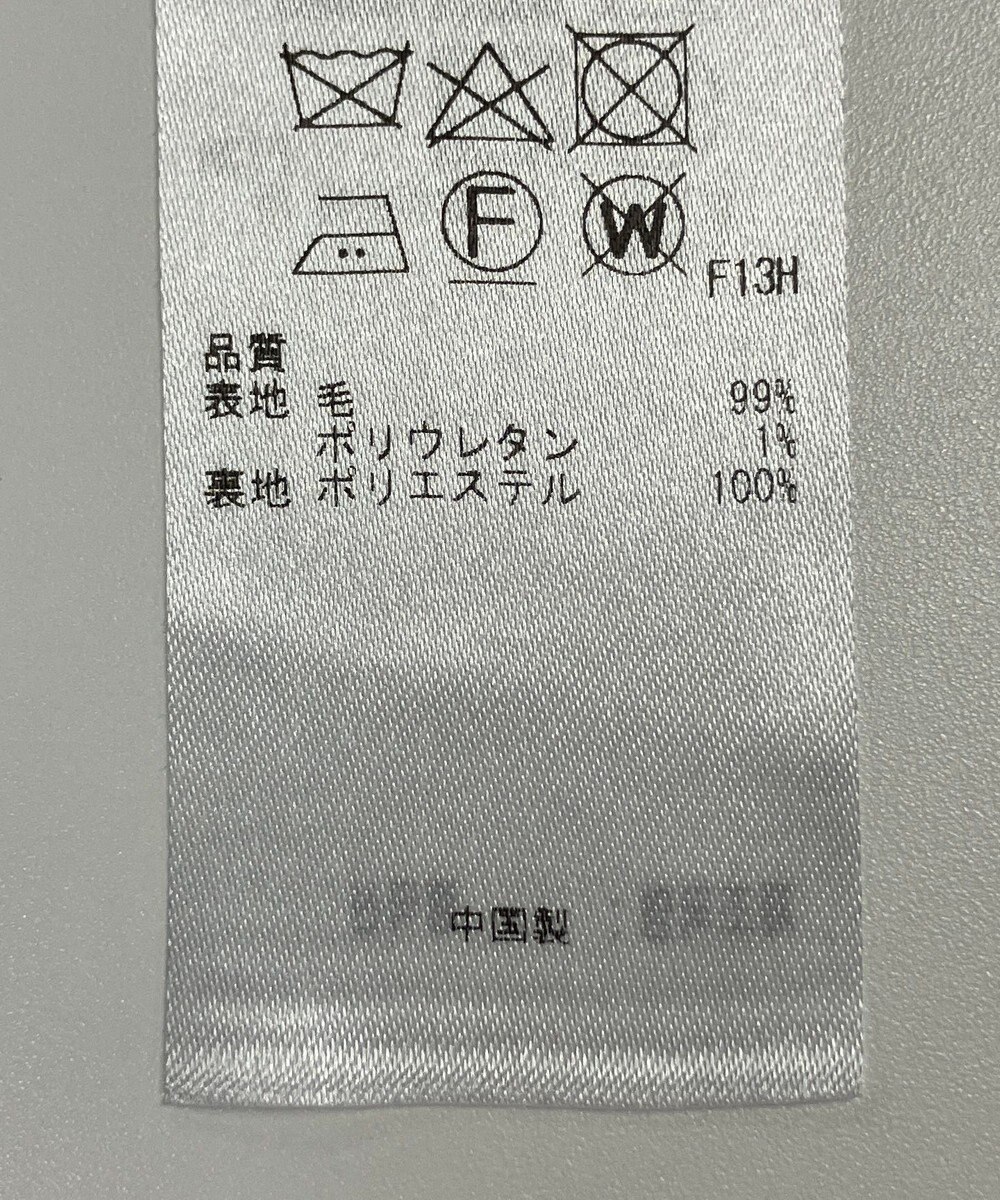 F W
F13H
品質
表地 毛 99%
ポリウレタン 1%
裏地 ポリエステル 100%
中国製